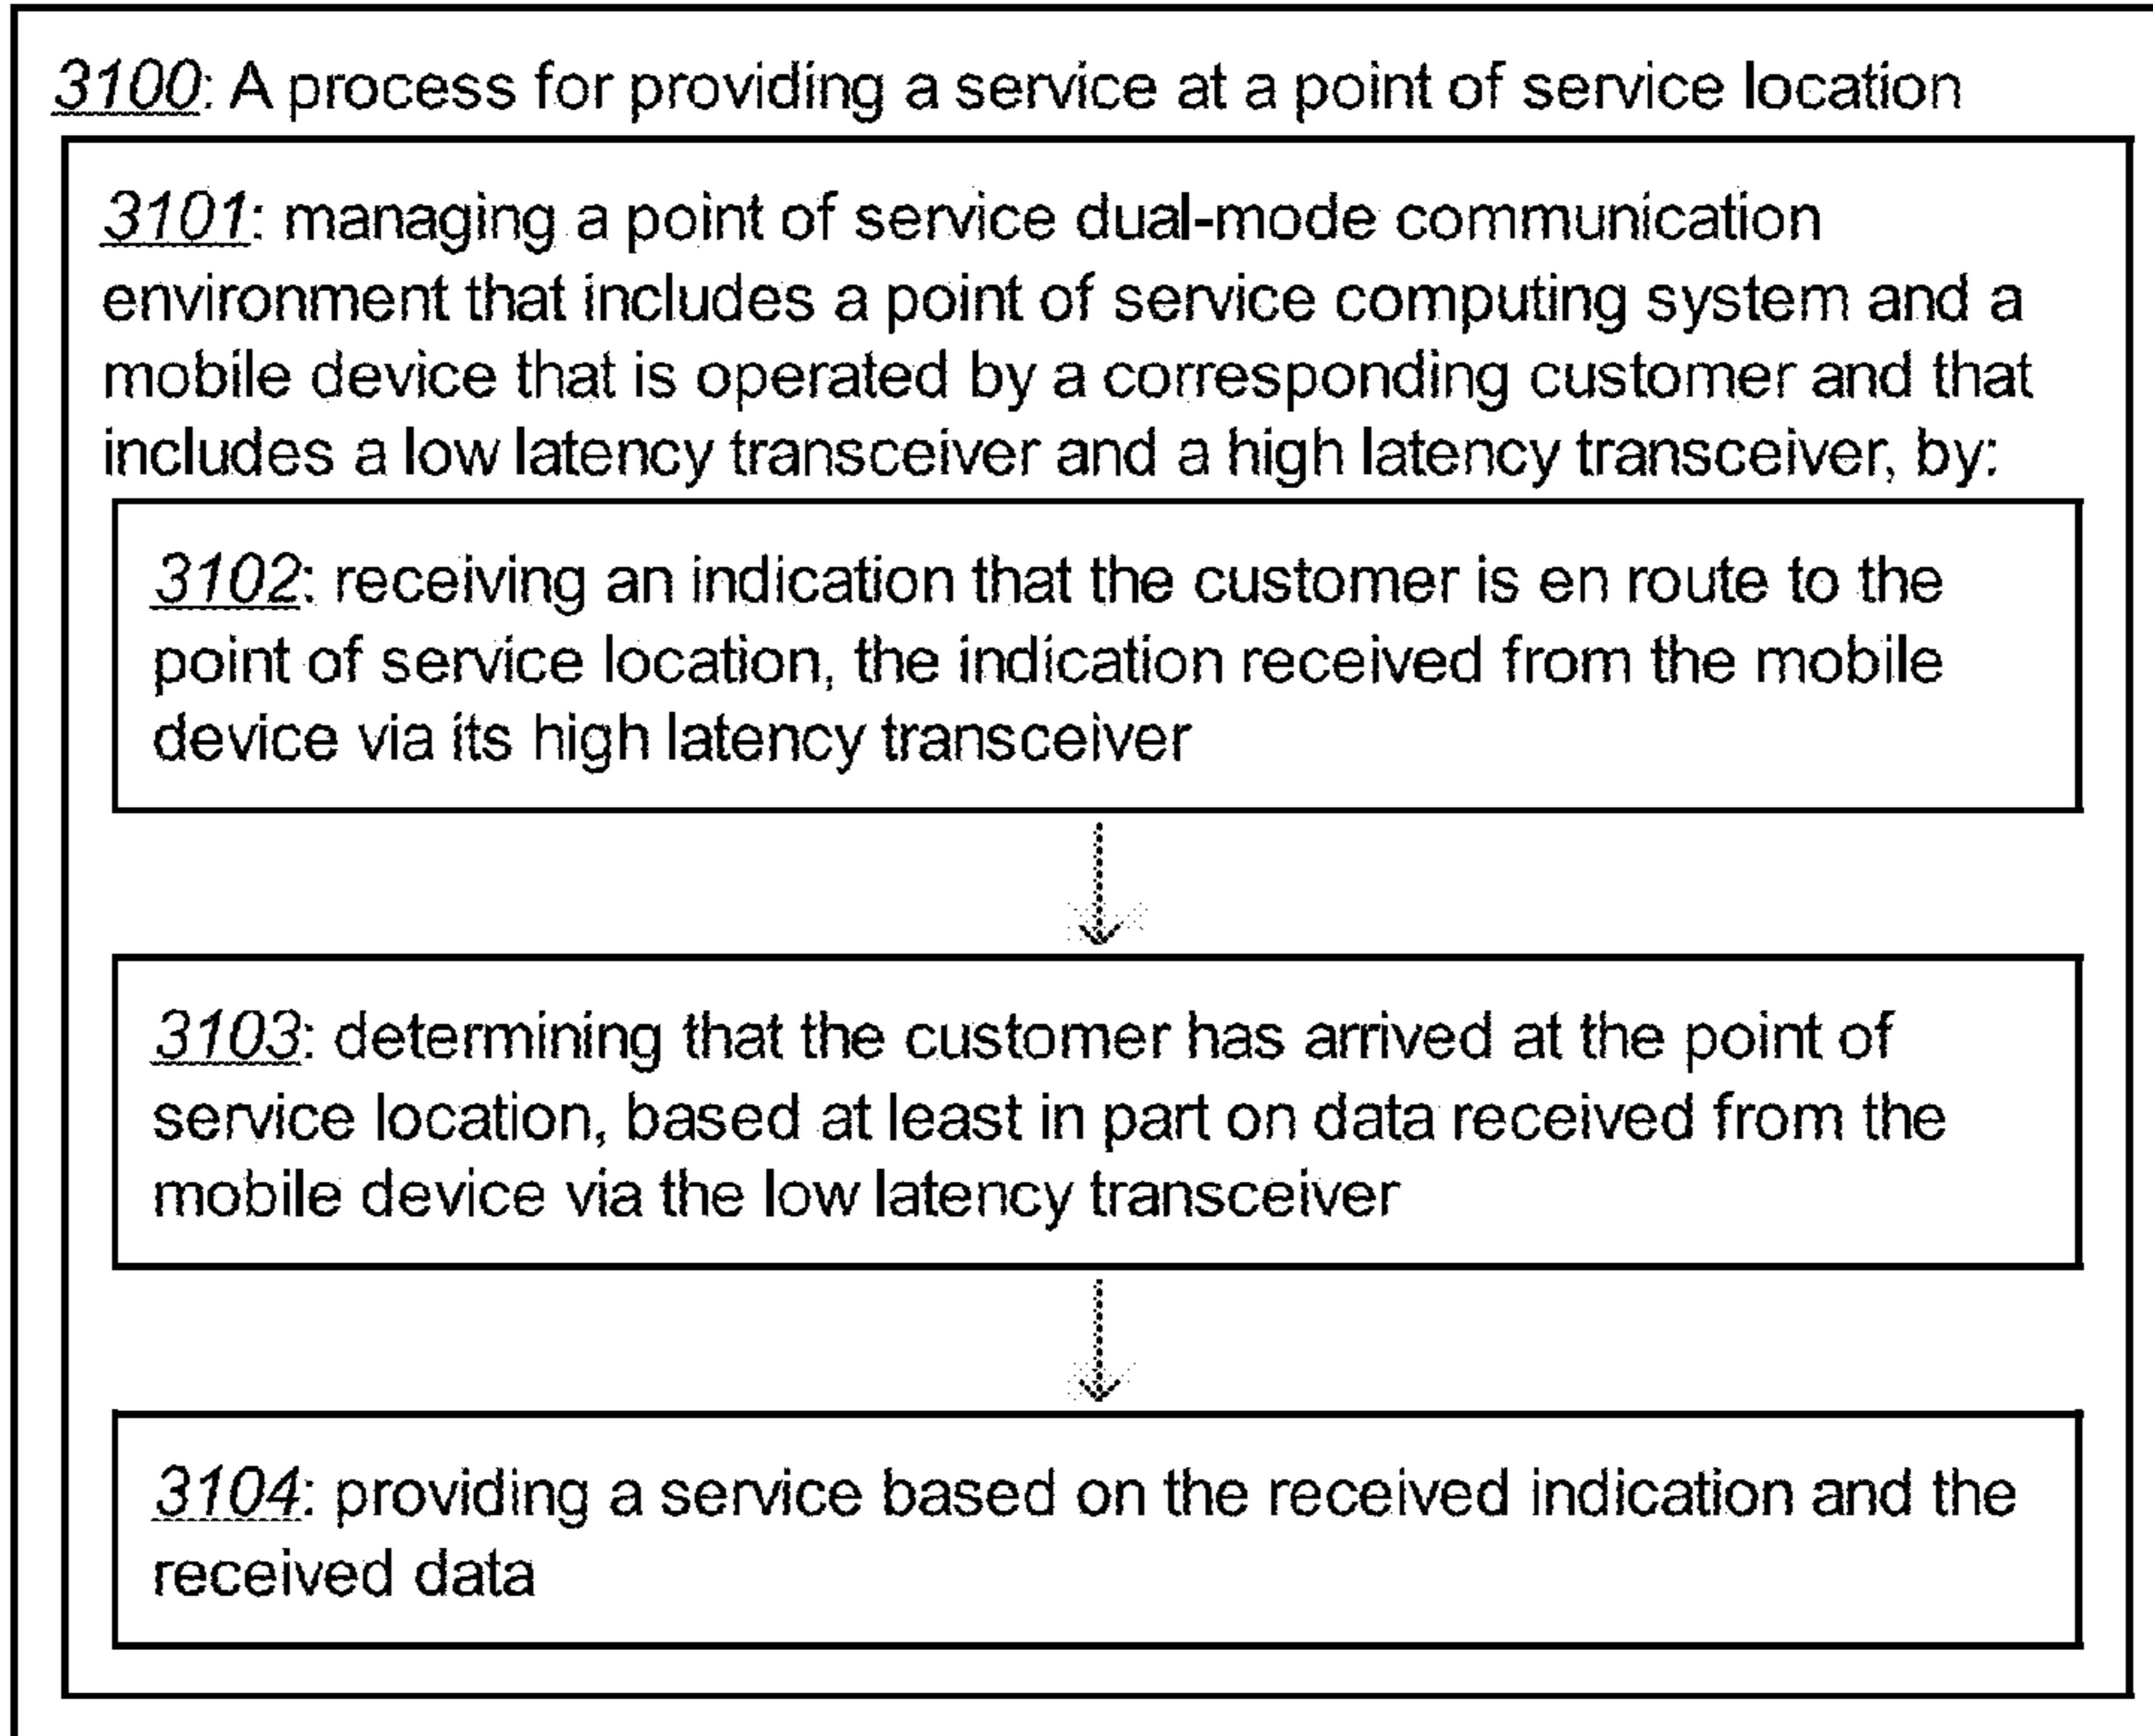 3100: A process for providing a service at a point of service location
3101: managing a point of service dual-mode communication
environment that includes a point of service computing system and a
mobile device that is operated by a corresponding customer and that
includes a low latency transceiver and a high latency transceiver, by:
3102: receiving an indication that the customer is en route to the
point of service location, the indication received from the mobile
device via its high latency transceiver
3103: determining that the customer has arrived at the point of
service location, based at least in part on data received from the
mobile device via the low latency transceiver
3104: providing a service based on the received indication and the
received data